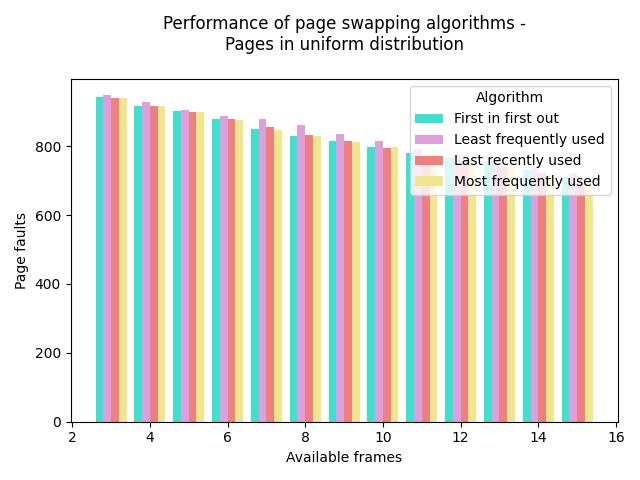 Performance of page swapping algorithms -
Pages in uniform distribution
Algorithm
First in first out
Least frequently used
Last recently used
Most frequently used
Page faults
800
600
400
200
0
2 4 6 8 10 12 14 16
Available frames